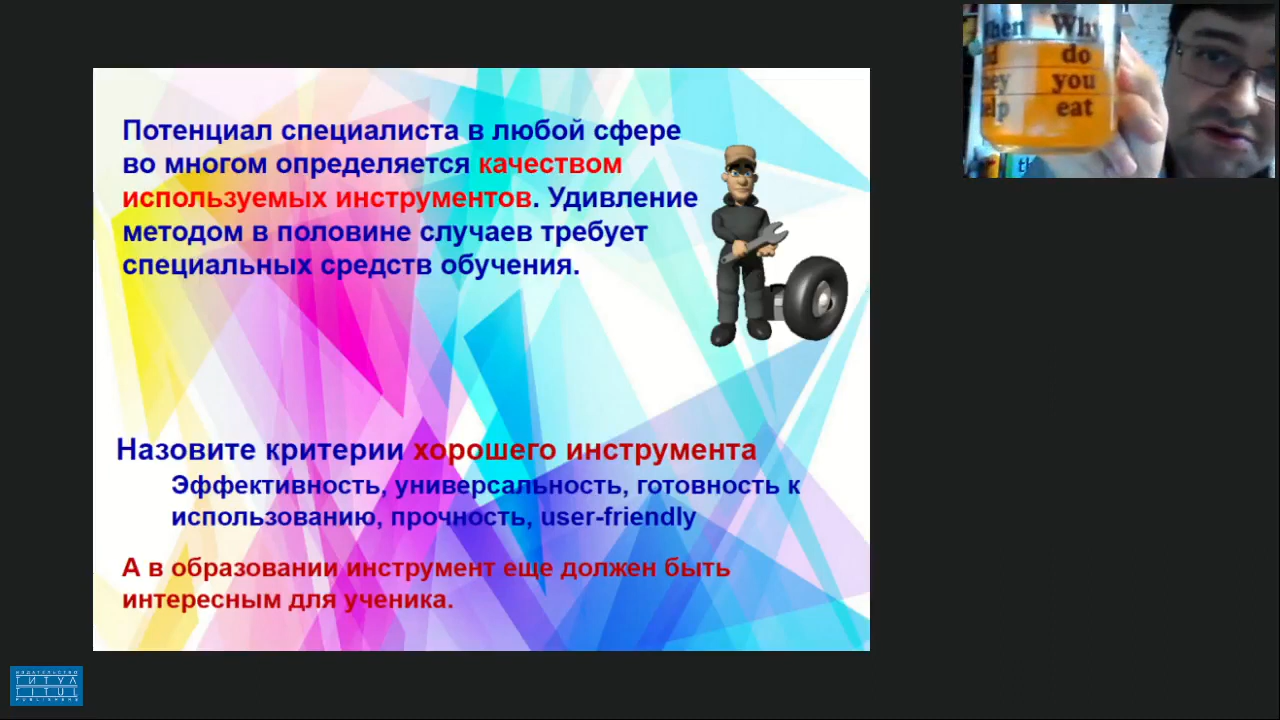 Потенциал специалиста в любой сфере
во многом определяется качеством
используемых инструментов. Удивление
методом в половине случаев требует
специальных средств обучения.
Назовите критерии хорошего инструмента
Эффективность, универсальность, готовность к
использованию, прочность, user-friendly
А в образовании инструмент еще должен быть
интересным для ученика.
Why
do
you
eat
ИЗДАТЕЛЬСТВО
ТИТУЛ
TITUL
PUBLISHERS